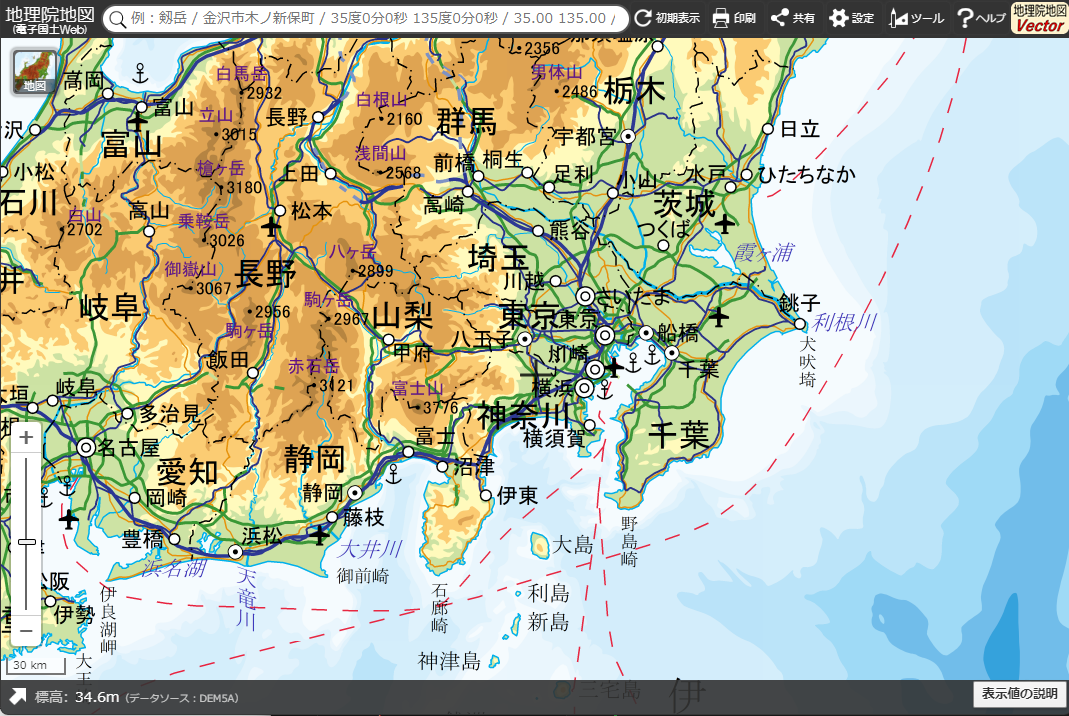 地理院地図
(電子国土Web)
例：剱岳 / 金沢市木ノ新保町 / 35度0分0秒 135度0分0秒 / 35.00 135.00 /
初期表示
印刷
共有
設定
ツール
ヘルプ
地理院地図
Vector
地図
高岡
富山
富山
白馬岳
2932
立山
3015
長野
白根山
2160
群馬
2356
男体山
2486
栃木
宇都宮
日立
沢
小松
石川
白山
2702
槍ヶ岳
3180
上田
浅間山
2568
前橋
桐生
足利
小山
水戸
ひたちなか
高山
乗鞍岳
3026
松本
高崎
熊谷
茨城
つくば
霞ヶ浦
井
岐阜
御嶽山
3067
長野
八ヶ岳
2899
埼玉
川越
さいたま
銚子
利根川
犬吠埼
2956
駒ヶ岳
駒ヶ岳
2967
山梨
甲府
東京
東京
八王子
船橋
千葉
飯田
赤石岳
3121
富士山
3776
川崎
横浜
神奈川
横須賀
千葉
垣
岐阜
多治見
名古屋
愛知
静岡
富士
沼津
岡崎
静岡
伊東
藤枝
豊橋
浜松
大井川
浜名湖
天竜川
御前崎
野島崎
大島
石廊崎
利島
新島
神津島
松阪
伊勢
伊良湖岬
大王
三宅島
伊
30 km
標高: 34.6m (データソース：DEM5A)
表示値の説明